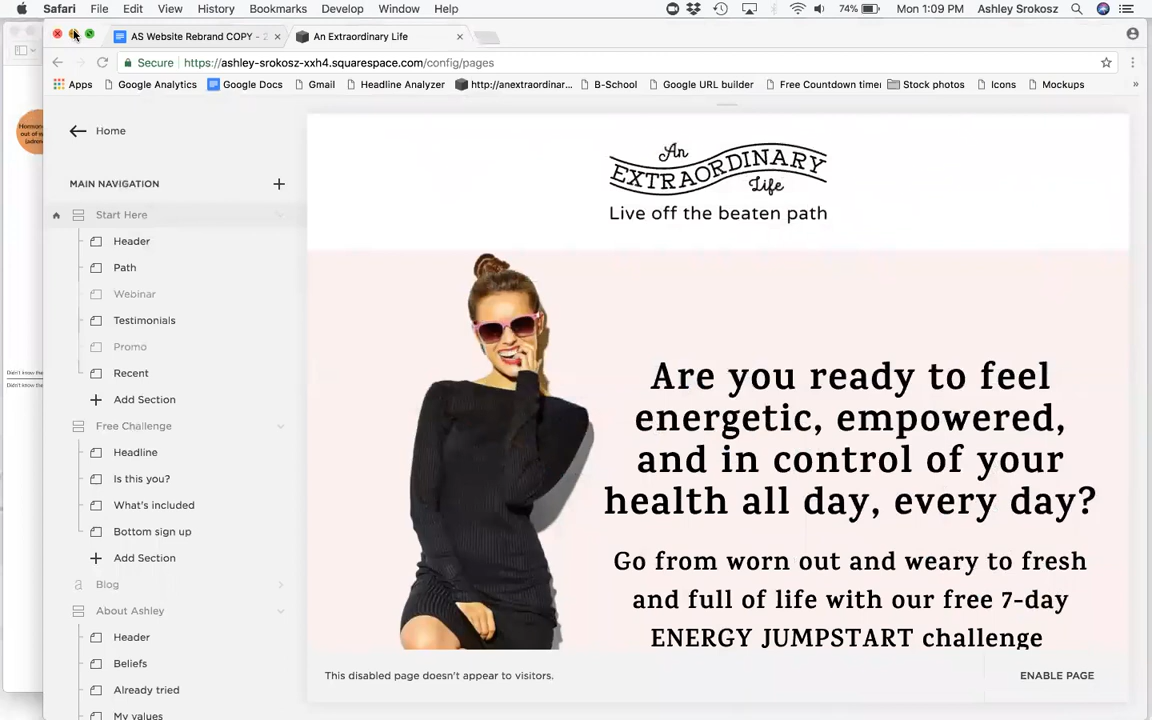 Safari File Edit View History Bookmarks Develop Window Help 74% Mon 1:09 PM Ashley Srokosz
AS Website Rebrand COPY - 2 An Extraordinary Life
Secure https://ashley-srokosz-xxh4.squarespace.com/config/pages
Apps Google Analytics Google Docs Gmail Headline Analyzer http://anextraordinar... B-School Google URL builder Free Countdown timer Stock photos Icons Mockups »
Home
MAIN NAVIGATION
Start Here
Header
Path
Webinar
Testimonials
Promo
Recent
Add Section
Free Challenge
Headline
Is this you?
What's included
Bottom sign up
Add Section
Blog
About Ashley
Header
Beliefs
Already tried
My values
An
EXTRAORDINARY
Life
Live off the beaten path
Are you ready to feel
energetic, empowered,
and in control of your
health all day, every day?
Go from worn out and weary to fresh
and full of life with our free 7-day
ENERGY JUMPSTART challenge
This disabled page doesn't appear to visitors. ENABLE PAGE